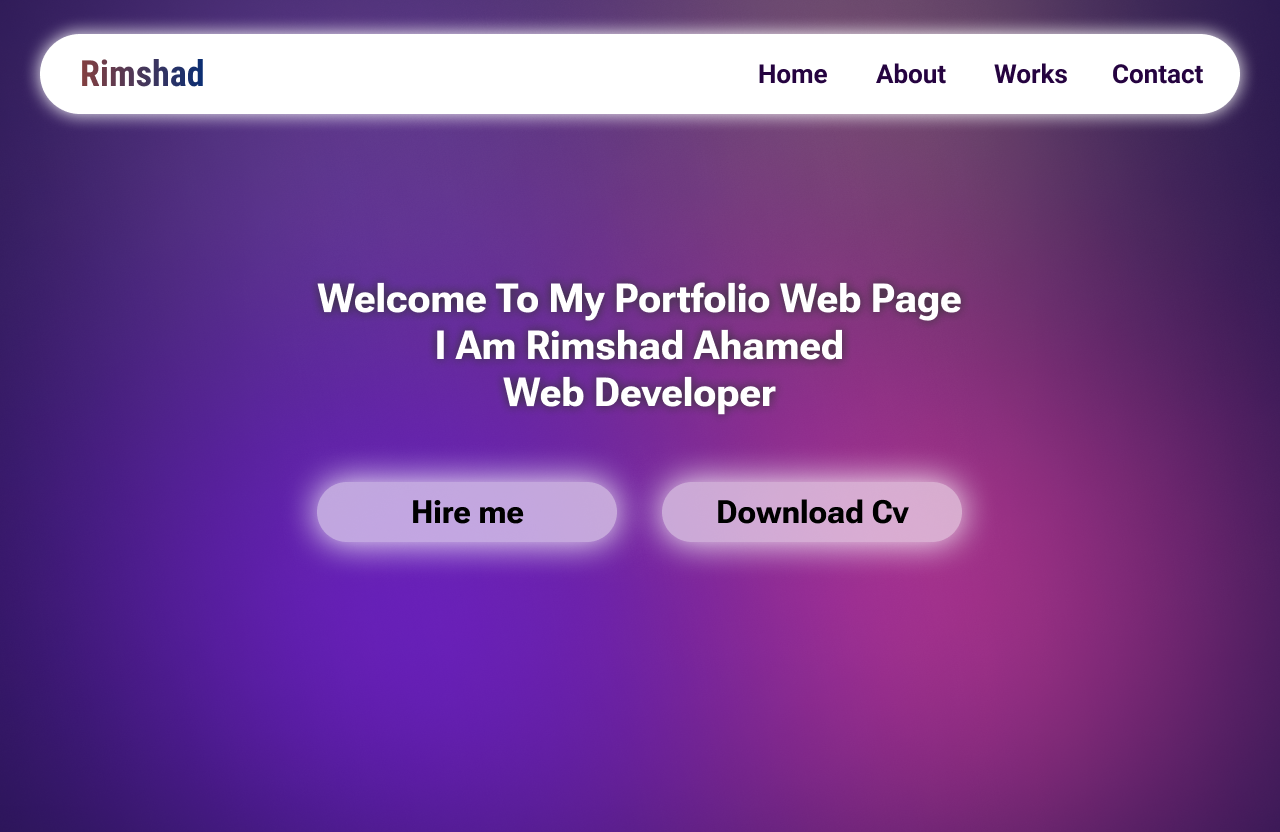 Rimshad
Home About Works Contact
Welcome To My Portfolio Web Page
I Am Rimshad Ahamed
Web Developer
Hire me
Download Cv